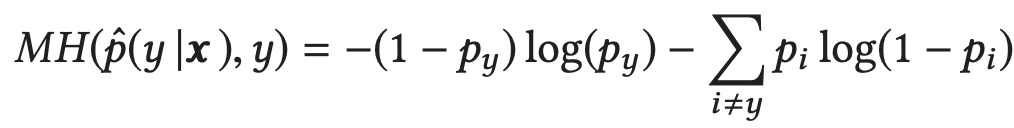 MH(p̂(y|x), y) = −(1 − p_y) log(p_y) − ∑_{i≠y} p_i log(1 − p_i)